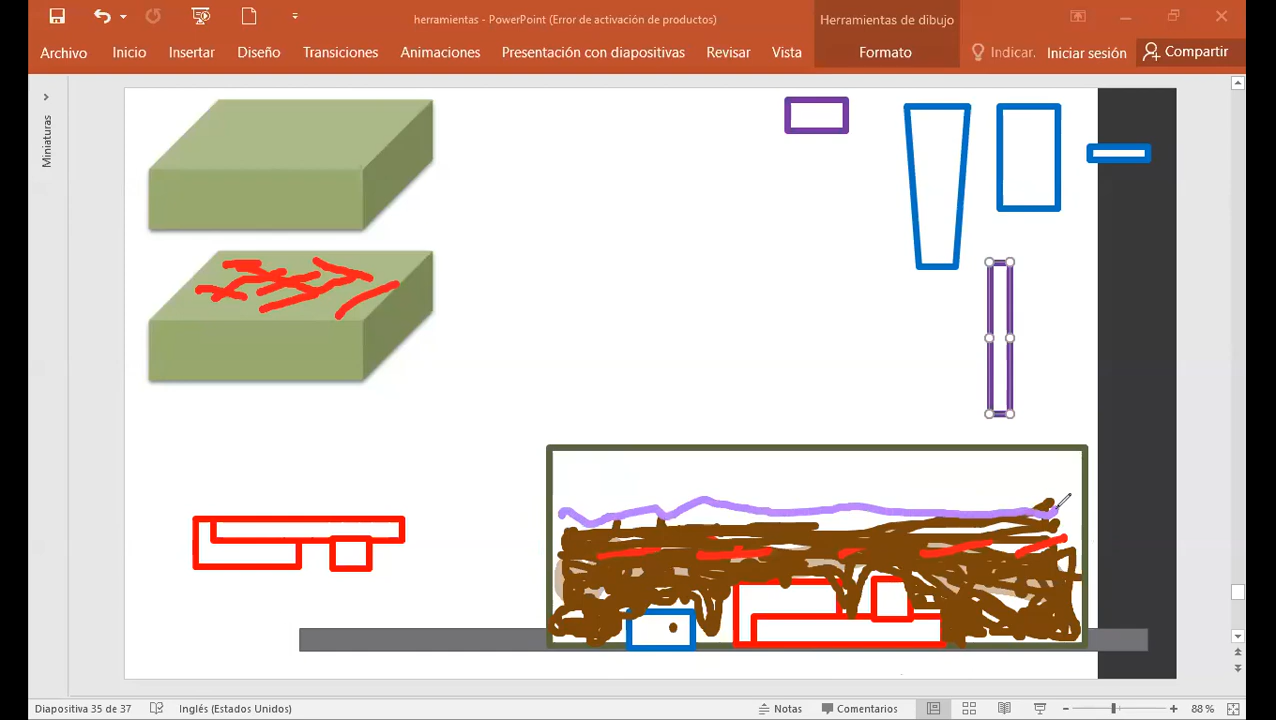 herramientas - PowerPoint (Error de activación de productos)
Herramientas de dibujo
Archivo Inicio Insertar Diseño Transiciones Animaciones Presentación con diapositivas Revisar Vista Formato Indicar. Iniciar sesión Compartir
Miniaturas
Diapositiva 35 de 37 Inglés (Estados Unidos) Notas Comentarios 88 %